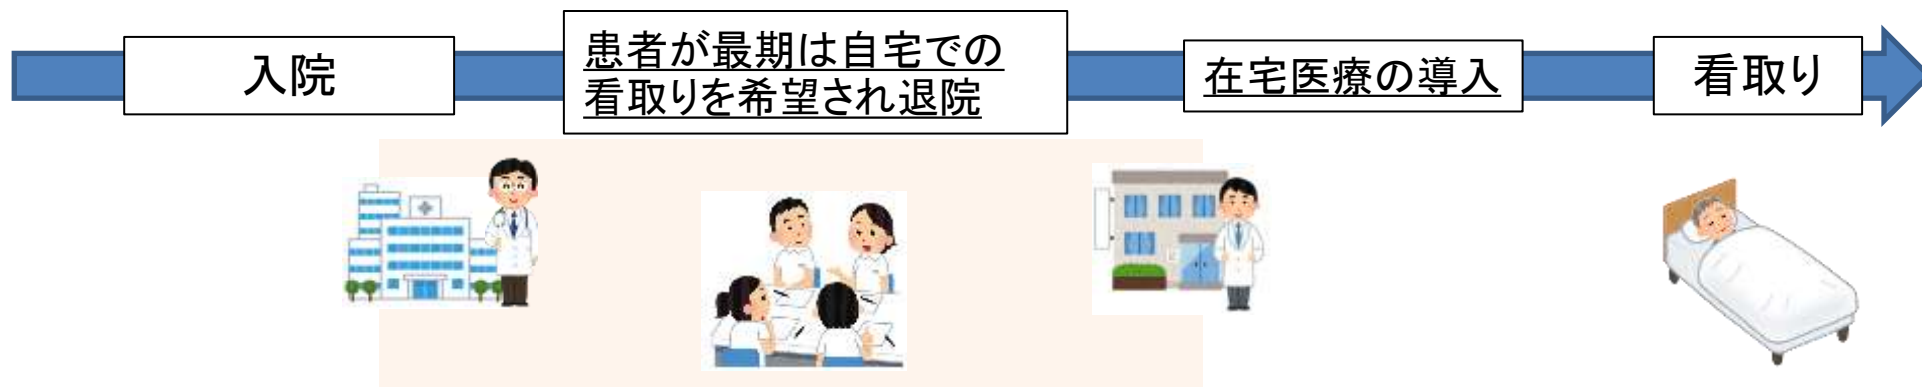 入院
患者が最期は自宅での
看取りを希望され退院
在宅医療の導入
看取り